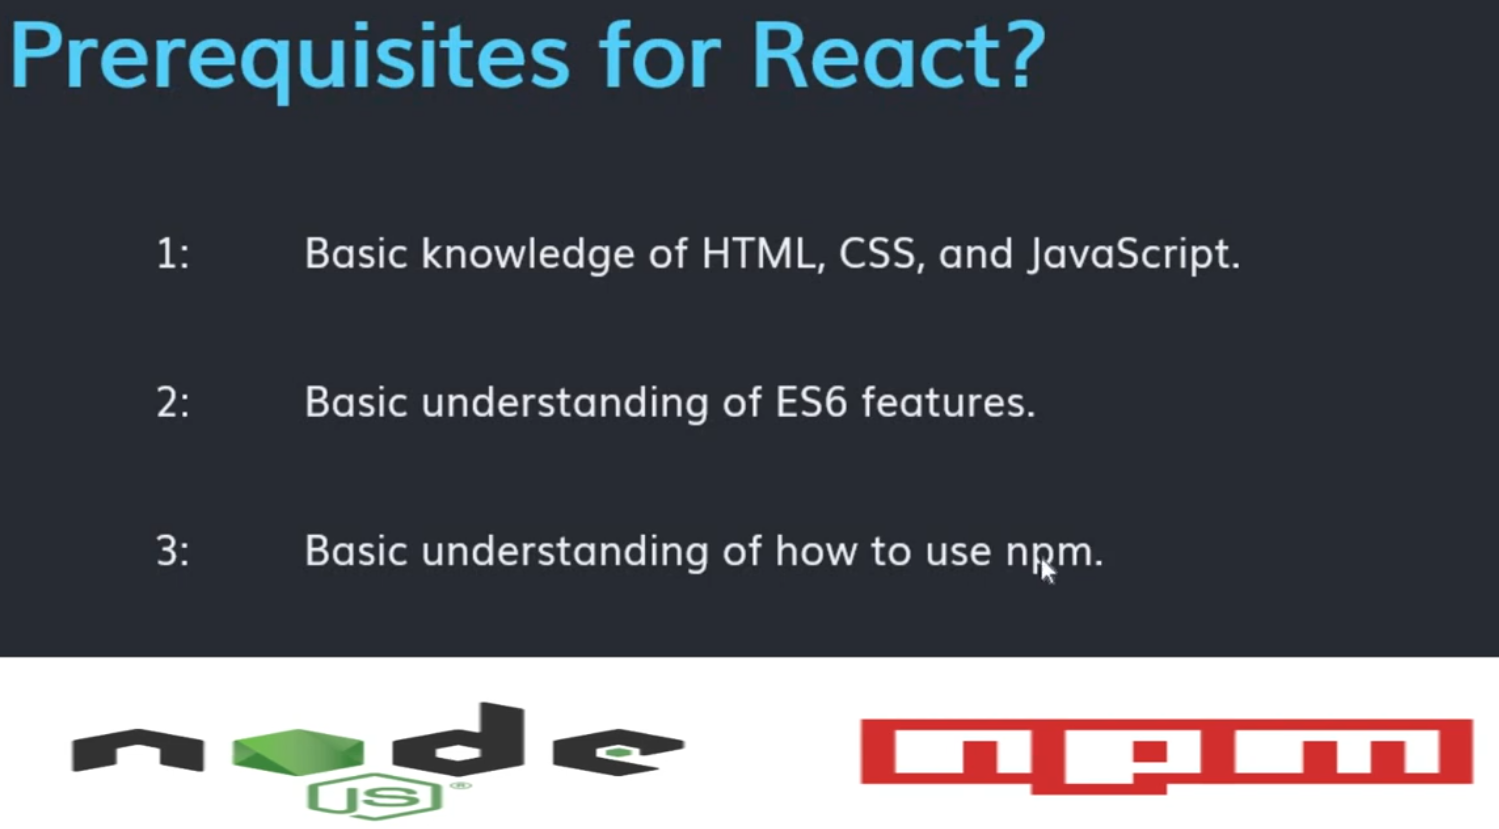 Prerequisites for React?
1: Basic knowledge of HTML, CSS, and JavaScript.
2: Basic understanding of ES6 features.
3: Basic understanding of how to use npm.
node
JS ®
npm